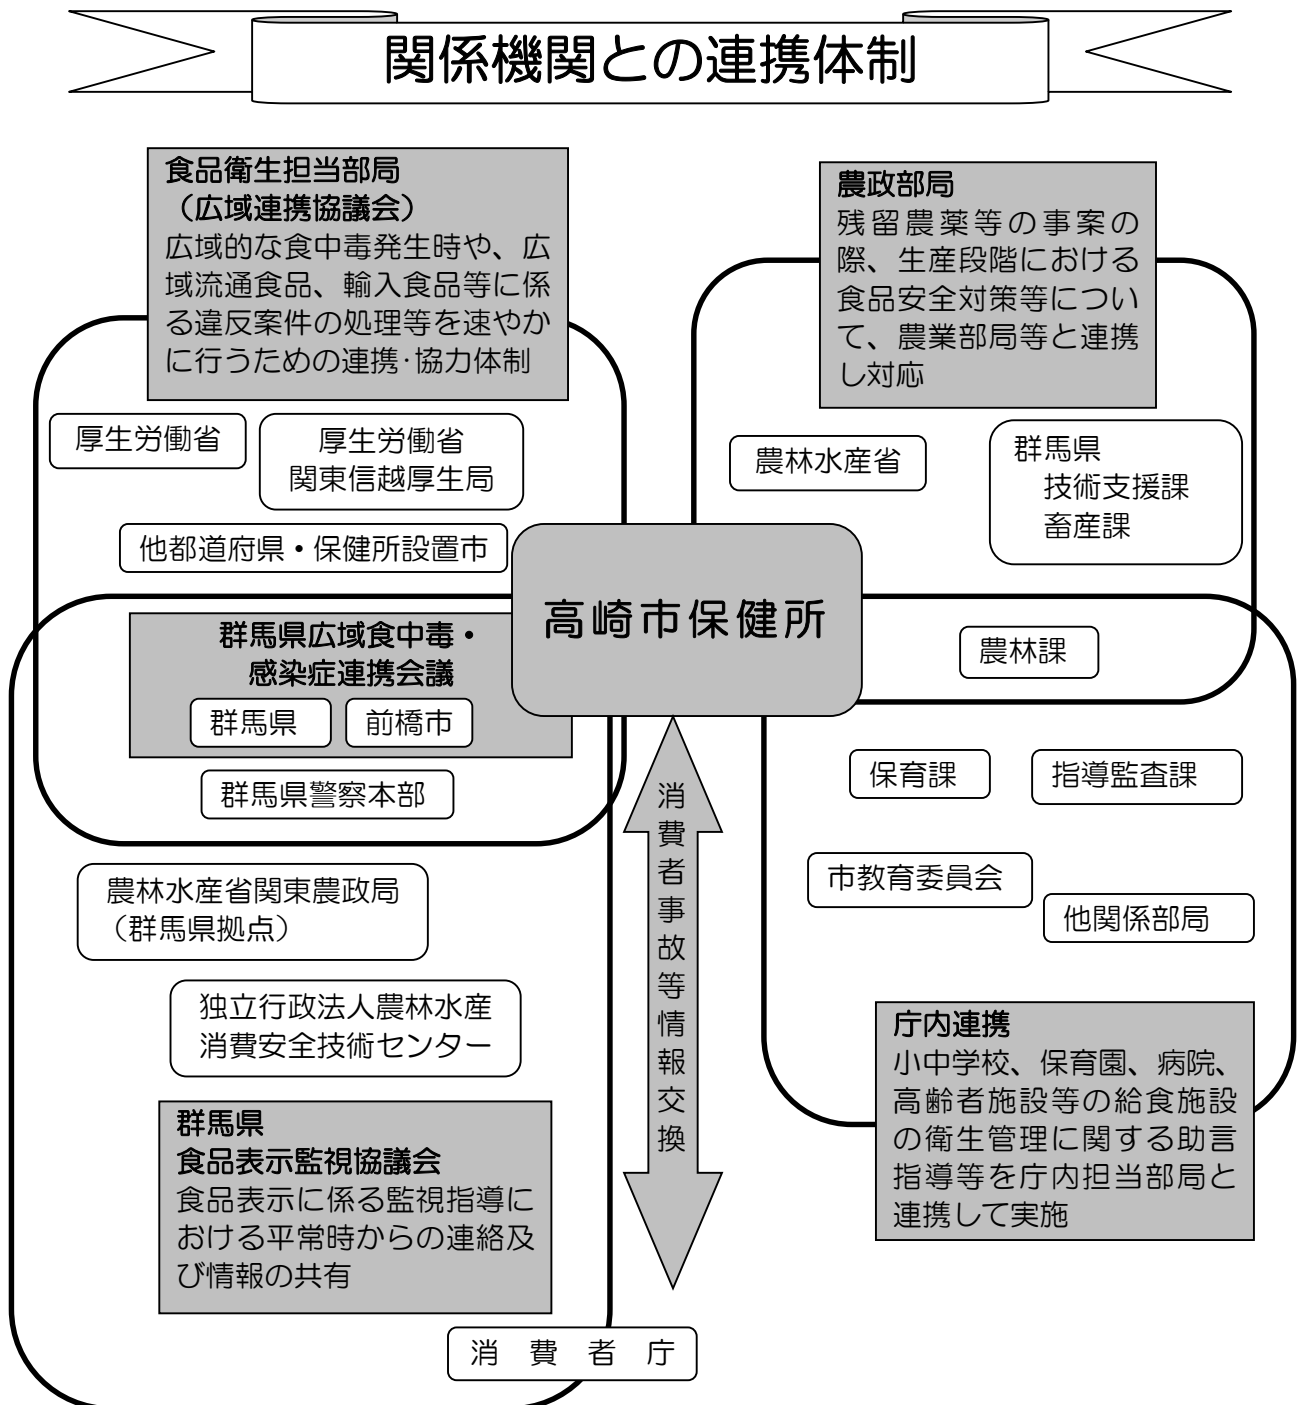 関係機関との連携体制
食品衛生担当部局
（広域連携協議会）
広域的な食中毒発生時や、広
域流通食品、輸入食品等に係
る違反案件の処理等を速やか
に行うための連携･協力体制
厚生労働省
厚生労働省
関東信越厚生局
他都道府県・保健所設置市
農政部局
残留農薬等の事案の
際、生産段階における
食品安全対策等につい
て、農業部局等と連携
し対応
農林水産省
群馬県
技術支援課
畜産課
高崎市保健所
群馬県広域食中毒・
感染症連携会議
群馬県
前橋市
群馬県警察本部
農林課
保育課
指導監査課
市教育委員会
他関係部局
消費者事故等情報交換
農林水産省関東農政局
（群馬県拠点）
独立行政法人農林水産
消費安全技術センター
群馬県
食品表示監視協議会
食品表示に係る監視指導に
おける平常時からの連絡及
び情報の共有
庁内連携
小中学校、保育園、病院、
高齢者施設等の給食施設
の衛生管理に関する助言
指導等を庁内担当部局と
連携して実施
消　費　者　庁